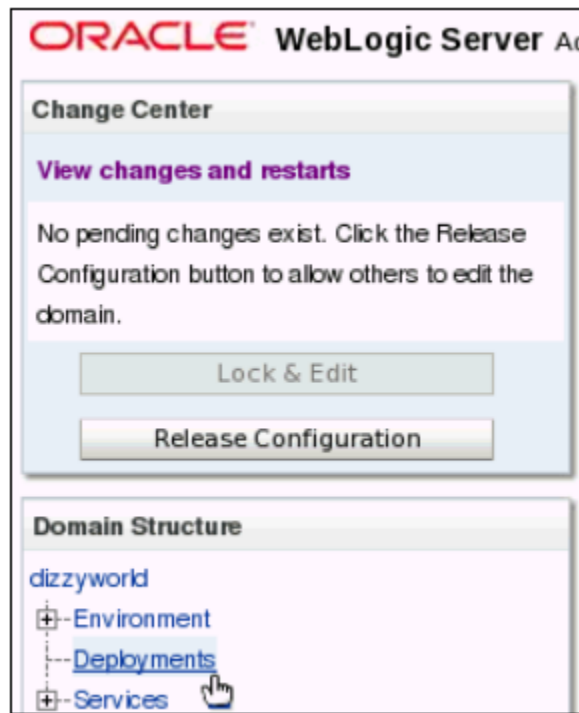 ORACLE WebLogic Server
Change Center
View changes and restarts
No pending changes exist. Click the Release
Configuration button to allow others to edit the
domain.
Lock & Edit
Release Configuration
Domain Structure
dizzyworld
Environment
Deployments
Services